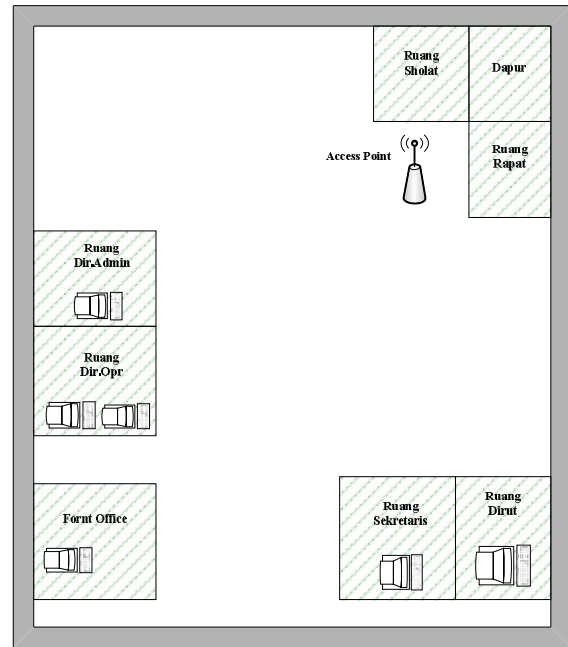 Ruang
Sholat
Dapur
Access Point
Ruang
Rapat
Ruang
Dir.Admin
Ruang
Dir.Opr
Fornt Office
Ruang
Sekretaris
Ruang
Dirut